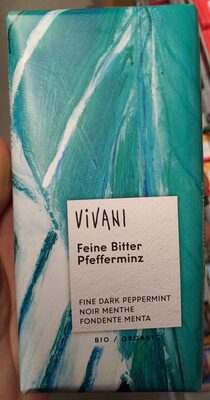 ViVANI
Feine Bitter
Pfefferminz
FINE DARK PEPPERMINT
NOIR MENTHE
FONDENTE MENTA
BIO / ORGANIC